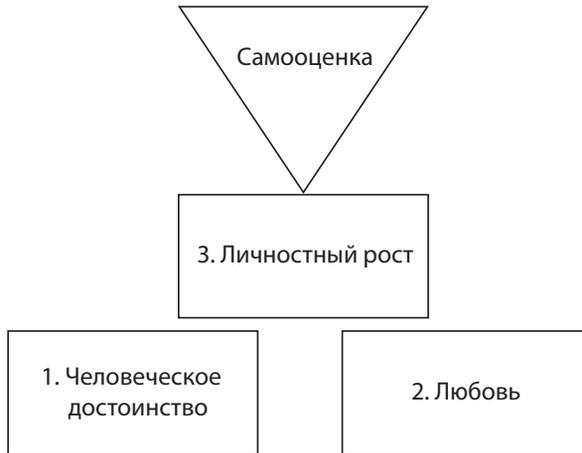 Самооценка
3. Личностный рост
1. Человеческое
достоинство
2. Любовь